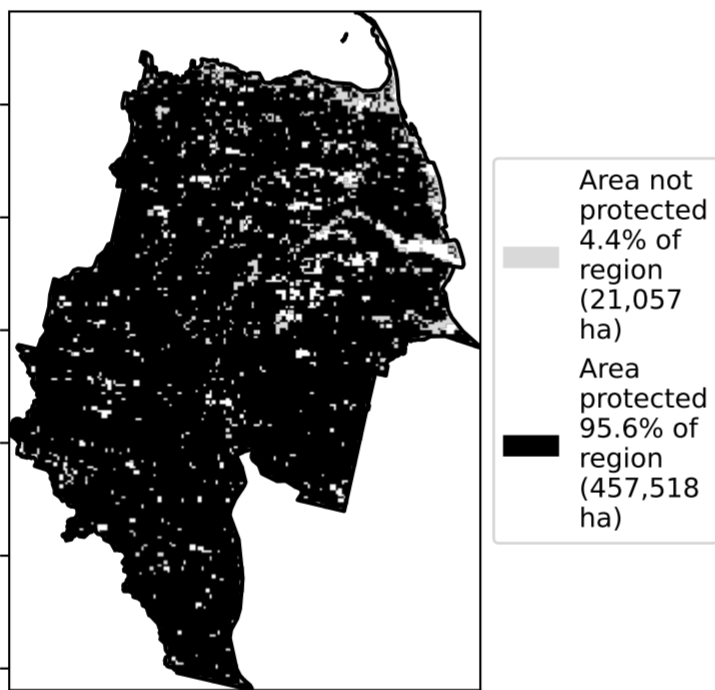 Area not
protected
4.4% of
region
(21,057
ha)
Area
protected
95.6% of
region
(457,518
ha)